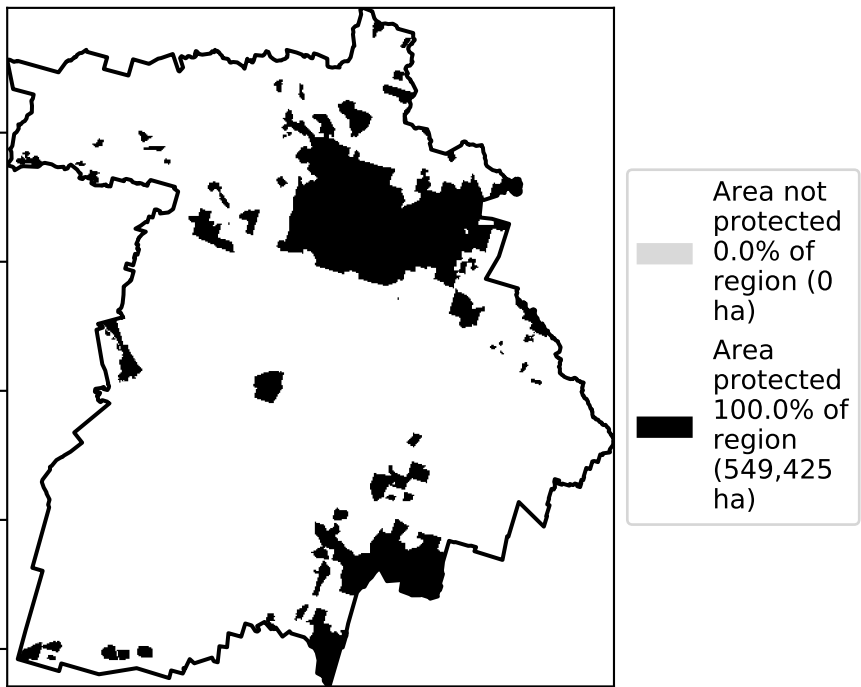 Area not
protected
0.0% of
region (0
ha)
Area
protected
100.0% of
region
(549,425
ha)